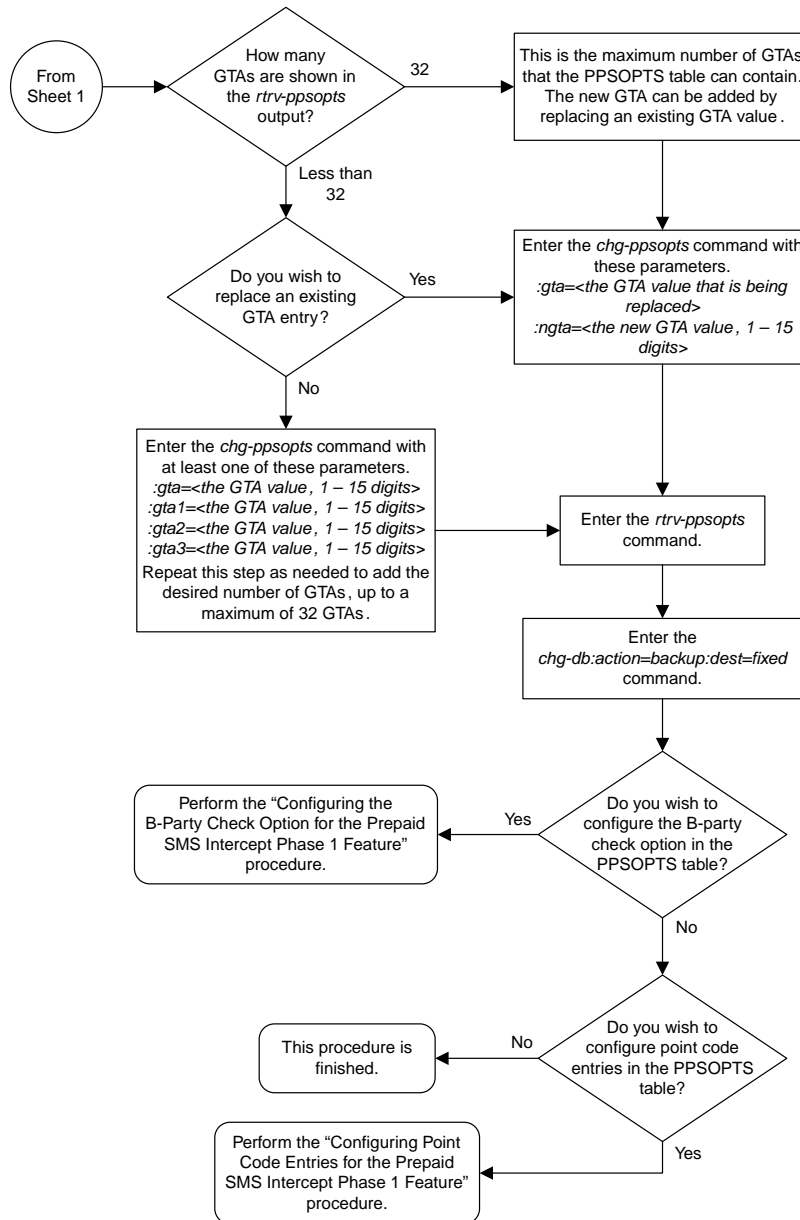 From
Sheet 1
How many
GTAs are shown in
the rtrv-ppsopts
output?
32
This is the maximum number of GTAs
that the PPSOPTS table can contain.
The new GTA can be added by
replacing an existing GTA value.
Less than
32
Do you wish to
replace an existing
GTA entry?
Yes
Enter the chg-ppsopts command with
these parameters.
:gta=<the GTA value that is being
replaced>
:ngta=<the new GTA value, 1 – 15
digits>
No
Enter the chg-ppsopts command with
at least one of these parameters.
:gta=<the GTA value, 1 – 15 digits>
:gta1=<the GTA value, 1 – 15 digits>
:gta2=<the GTA value, 1 – 15 digits>
:gta3=<the GTA value, 1 – 15 digits>
Repeat this step as needed to add the
desired number of GTAs, up to a
maximum of 32 GTAs.
Enter the rtrv-ppsopts
command.
Enter the
chg-db:action=backup:dest=fixed
command.
Do you wish to
configure the B-party
check option in the
PPSOPTS table?
Yes
Perform the “Configuring the
B-Party Check Option for the Prepaid
SMS Intercept Phase 1 Feature”
procedure.
No
Do you wish to
configure point code
entries in the PPSOPTS
table?
No
This procedure is
finished.
Yes
Perform the “Configuring Point
Code Entries for the Prepaid
SMS Intercept Phase 1 Feature”
procedure.